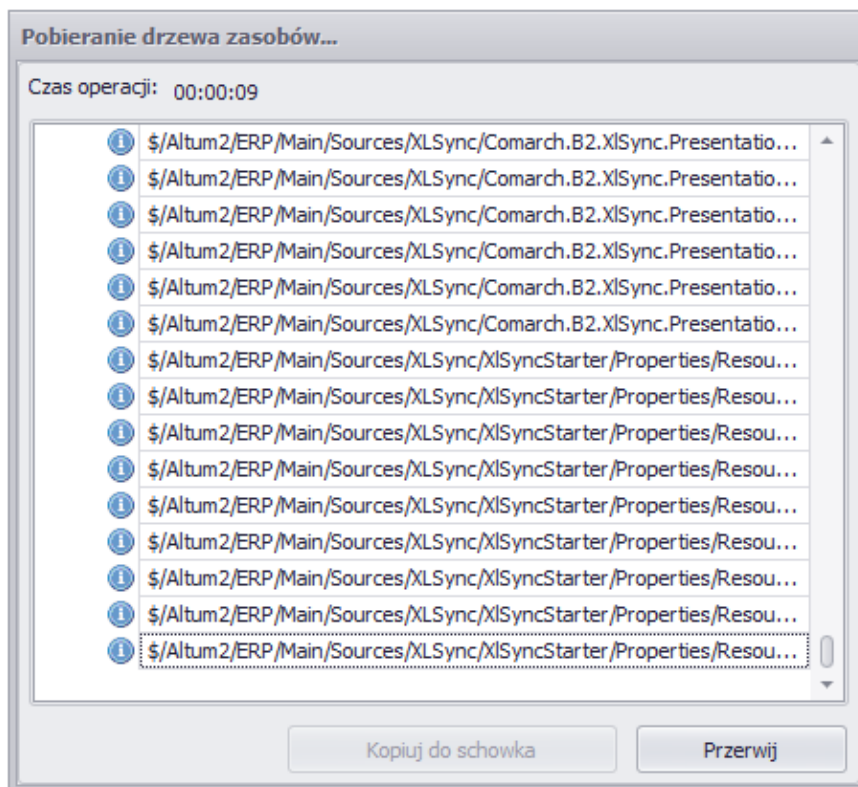 Pobieranie drzewa zasobów...
Czas operacji: 00:00:09
$/Altum2/ERP/Main/Sources/XLSync/Comarch.B2.XlSync.Presentatio...
$/Altum2/ERP/Main/Sources/XLSync/Comarch.B2.XlSync.Presentatio...
$/Altum2/ERP/Main/Sources/XLSync/Comarch.B2.XlSync.Presentatio...
$/Altum2/ERP/Main/Sources/XLSync/Comarch.B2.XlSync.Presentatio...
$/Altum2/ERP/Main/Sources/XLSync/Comarch.B2.XlSync.Presentatio...
$/Altum2/ERP/Main/Sources/XLSync/Comarch.B2.XlSync.Presentatio...
$/Altum2/ERP/Main/Sources/XLSync/XlSyncStarter/Properties/Resou...
$/Altum2/ERP/Main/Sources/XLSync/XlSyncStarter/Properties/Resou...
$/Altum2/ERP/Main/Sources/XLSync/XlSyncStarter/Properties/Resou...
$/Altum2/ERP/Main/Sources/XLSync/XlSyncStarter/Properties/Resou...
$/Altum2/ERP/Main/Sources/XLSync/XlSyncStarter/Properties/Resou...
$/Altum2/ERP/Main/Sources/XLSync/XlSyncStarter/Properties/Resou...
$/Altum2/ERP/Main/Sources/XLSync/XlSyncStarter/Properties/Resou...
$/Altum2/ERP/Main/Sources/XLSync/XlSyncStarter/Properties/Resou...
$/Altum2/ERP/Main/Sources/XLSync/XlSyncStarter/Properties/Resou...
Kopiuj do schowka Przerwij